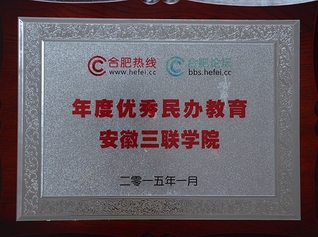 合肥热线 合肥论坛
www.hefei.cc bbs.hefei.cc
年度优秀民办教育
安徽三联学院
二零一五年一月